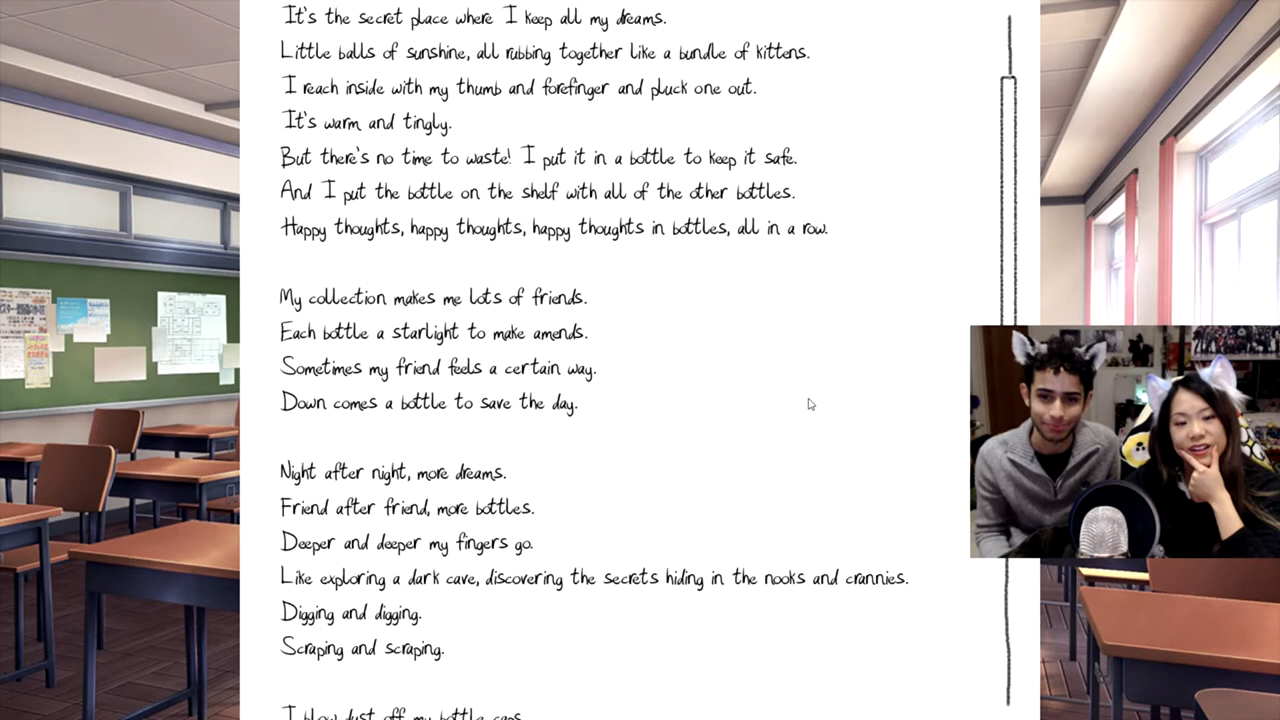 It's the secret place where I keep all my dreams.
Little balls of sunshine, all rubbing together like a bundle of kittens.
I reach inside with my thumb and forefinger and pluck one out.
It's warm and tingly.
But there's no time to waste! I put it in a bottle to keep it safe.
And I put the bottle on the shelf with all of the other bottles.
Happy thoughts, happy thoughts, happy thoughts in bottles, all in a row.
My collection makes me lots of friends.
Each bottle a starlight to make amends.
Sometimes my friend feels a certain way.
Down comes a bottle to save the day.
Night after night, more dreams.
Friend after friend, more bottles.
Deeper and deeper my fingers go.
Like exploring a dark cave, discovering the secrets hiding in the nooks and crannies.
Digging and digging.
Scraping and scraping.
I blow dust off my bottle caps.